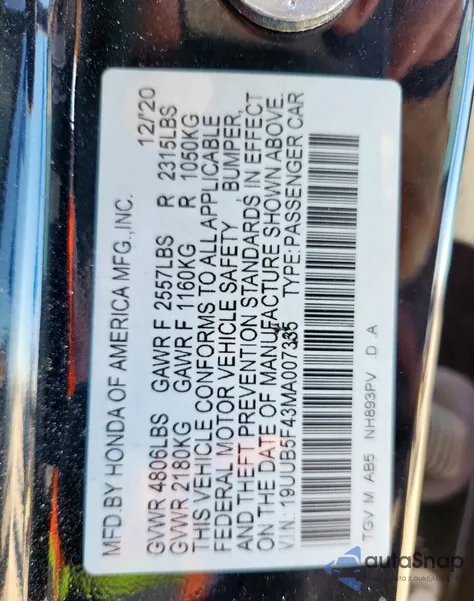 MFD.BY HONDA OF AMERICA MFG.,INC. 12/'20
GVWR 4806LBS GAWR F 2557LBS R 2315LBS
GVWR 2180KG GAWR F 1160KG R 1050KG
THIS VEHICLE CONFORMS TO ALL APPLICABLE
FEDERAL MOTOR VEHICLE SAFETY, BUMPER,
AND THEFT PREVENTION STANDARDS IN EFFECT
ON THE DATE OF MANUFACTURE SHOWN ABOVE.
V.I.N.: 19UUB5F43MA007335 TYPE:PASSENGER CAR
TGV M AB5 NH893PV D A
autoSnap